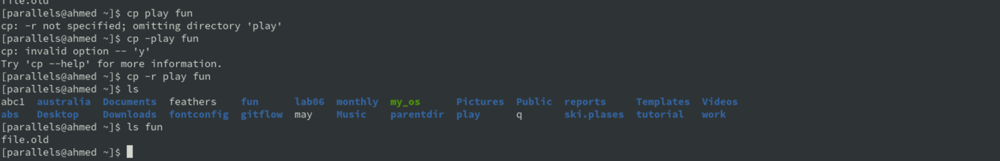 file.old
[parallels@ahmed ~]$ cp play fun
cp: -r not specified; omitting directory 'play'
[parallels@ahmed ~]$ cp -play fun
cp: invalid option -- 'y'
Try 'cp --help' for more information.
[parallels@ahmed ~]$ cp -r play fun
[parallels@ahmed ~]$ ls
abc1 australia Documents feathers fun lab06 monthly my_os Pictures Public reports Templates Videos
abs Desktop Downloads fontconfig gitflow may Music parentdir play q ski.plases tutorial work
[parallels@ahmed ~]$ ls fun
file.old
[parallels@ahmed ~]$